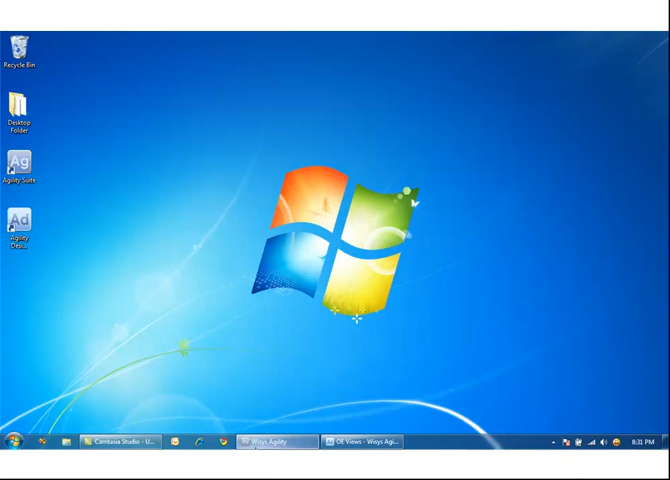 Recycle Bin
Desktop
Folder
Ag
Agility Suite
Ad
Agility
Desi...
Camtasia Studio - U...
Wisys Agility
OE Views - Wisys Agi...
8:31 PM